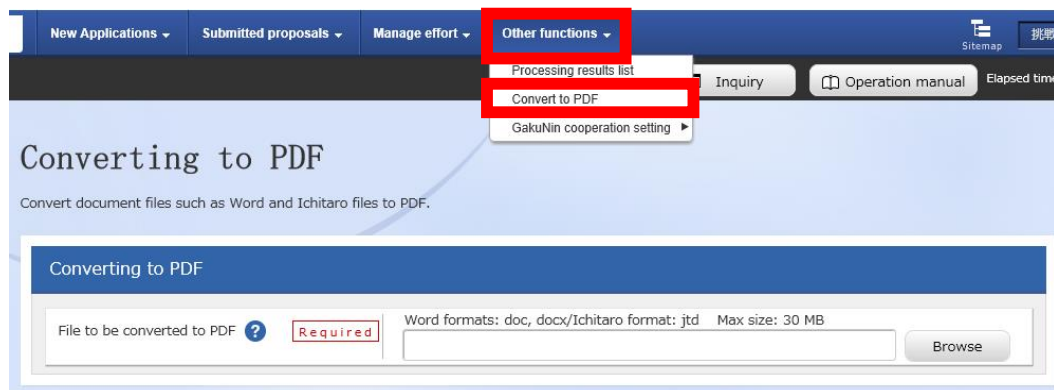 New Applications Submitted proposals Manage effort Other functions
Sitemap
挑戦
Processing results list
Convert to PDF
GakuNin cooperation setting
Inquiry
Operation manual
Elapsed time
Converting to PDF
Convert document files such as Word and Ichitaro files to PDF.
Converting to PDF
File to be converted to PDF ? Required
Word formats: doc, docx/Ichitaro format: jtd Max size: 30 MB
Browse